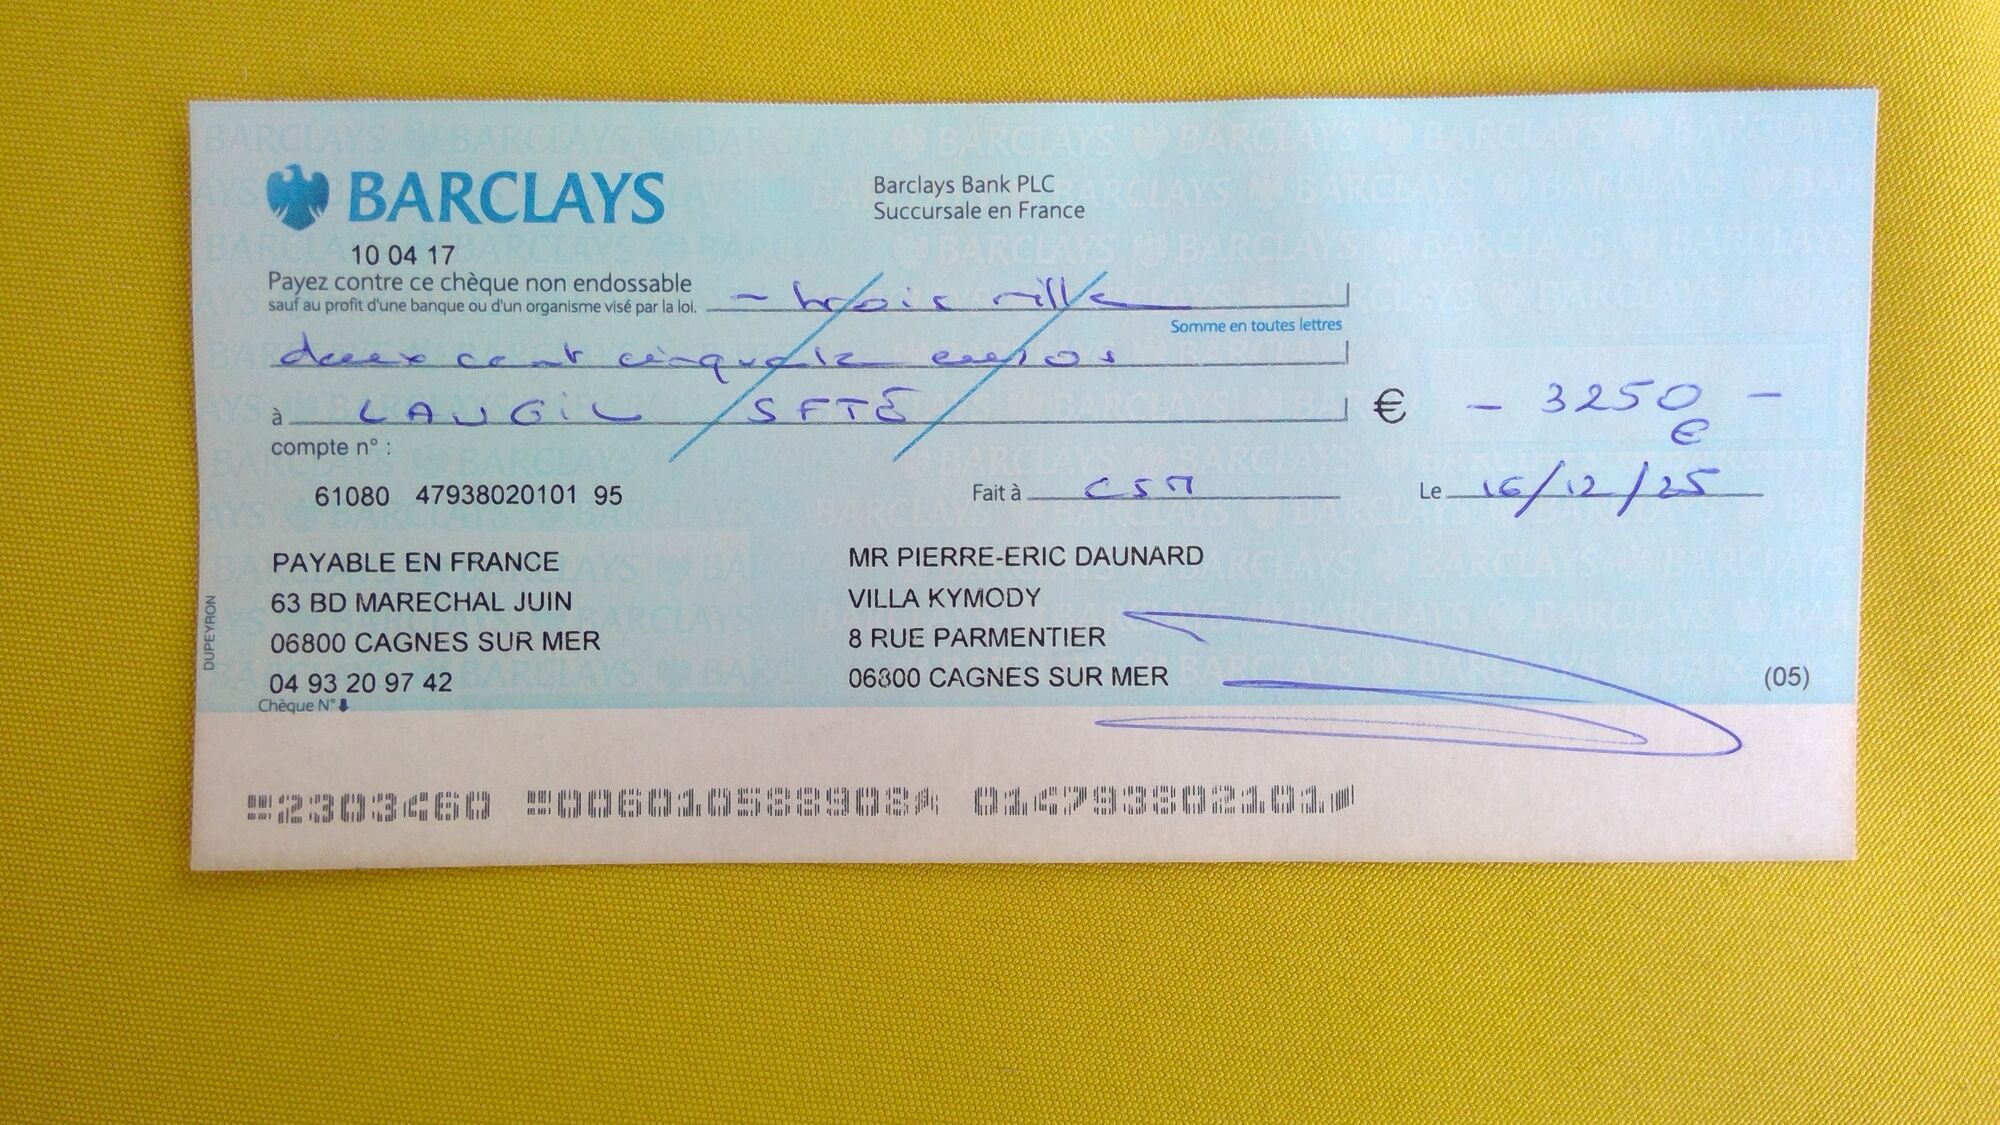 BARCLAYS
Barclays Bank PLC
Succursale en France
10 04 17
Payez contre ce chèque non endossable
sauf au profit d'une banque ou d'un organisme visé par la loi. - trois mille
Somme en toutes lettres
deux cent cinquante euros
à LAUGIL SFTÉ
€ - 3250 -
€
compte n° :
61080 47938020101 95
Fait à CSM
Le 16/12/25
PAYABLE EN FRANCE
63 BD MARECHAL JUIN
06800 CAGNES SUR MER
04 93 20 97 42
MR PIERRE-ERIC DAUNARD
VILLA KYMODY
8 RUE PARMENTIER
06800 CAGNES SUR MER
(05)
DUPEYRON
Chèque N°
2303460 006010588908 014793802101